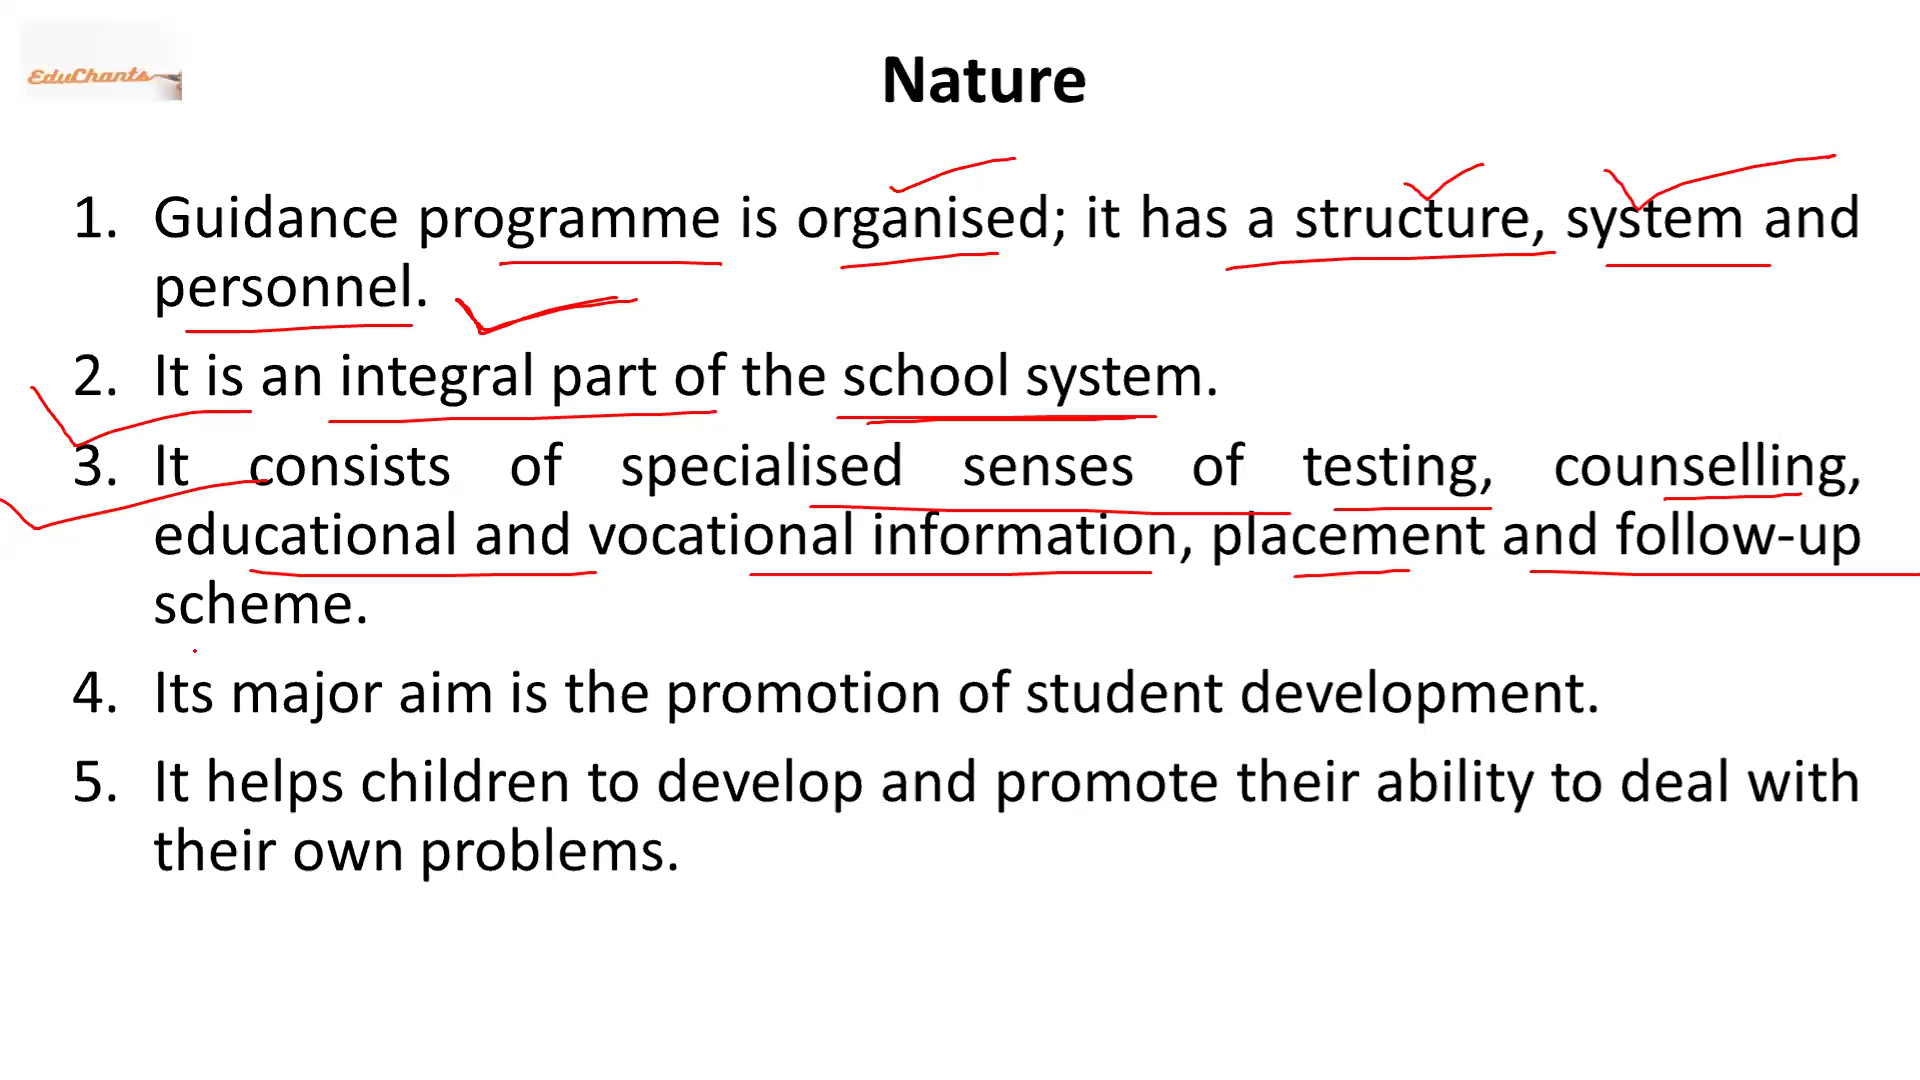 EduChants
Nature
1. Guidance programme is organised; it has a structure, system and
personnel.
2. It is an integral part of the school system.
3. It consists of specialised senses of testing, counselling,
educational and vocational information, placement and follow-up
scheme.
4. Its major aim is the promotion of student development.
5. It helps children to develop and promote their ability to deal with
their own problems.